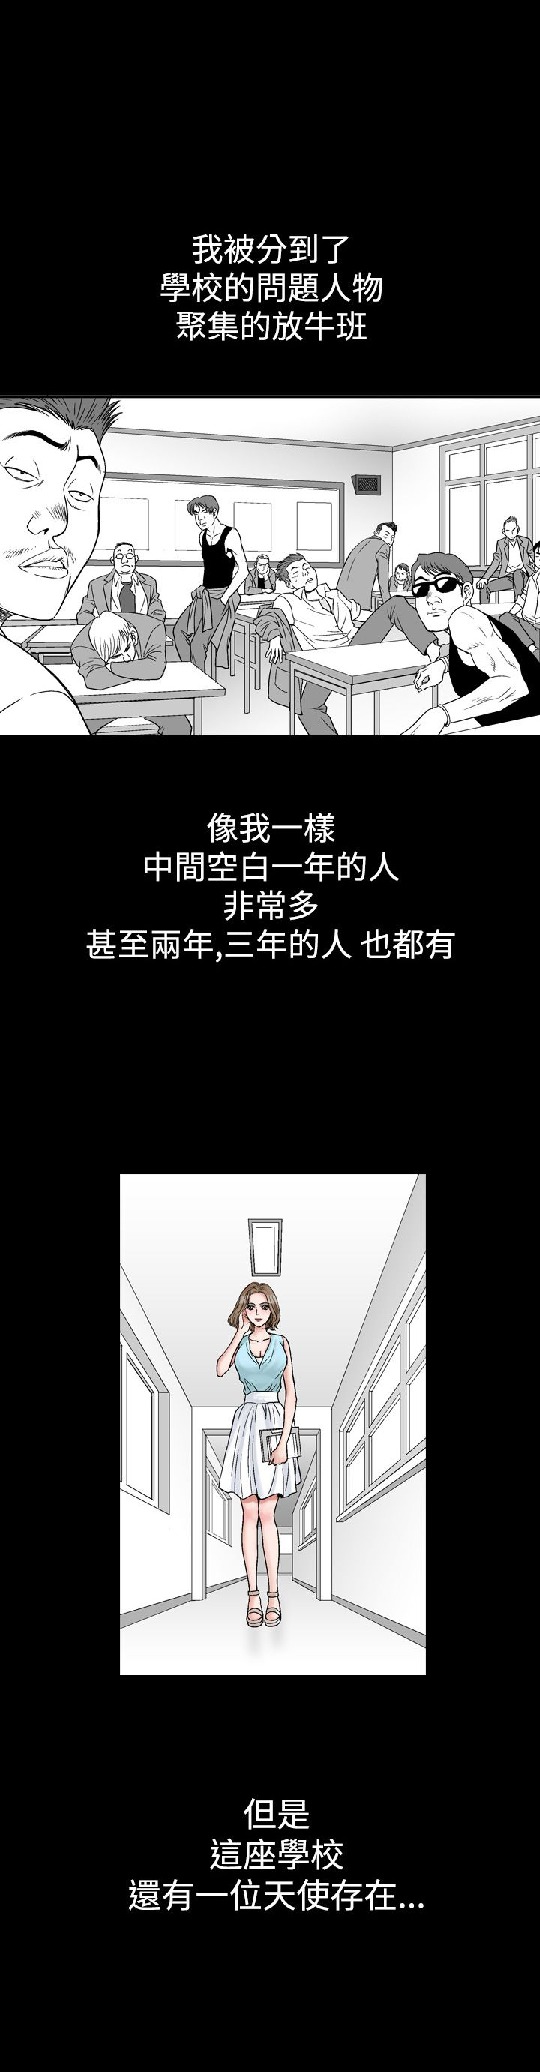 我被分到了
學校的問題人物
聚集的放牛班
像我一樣
中間空白一年的人
非常多
甚至兩年,三年的人 也都有
但是
這座學校
還有一位天使存在...